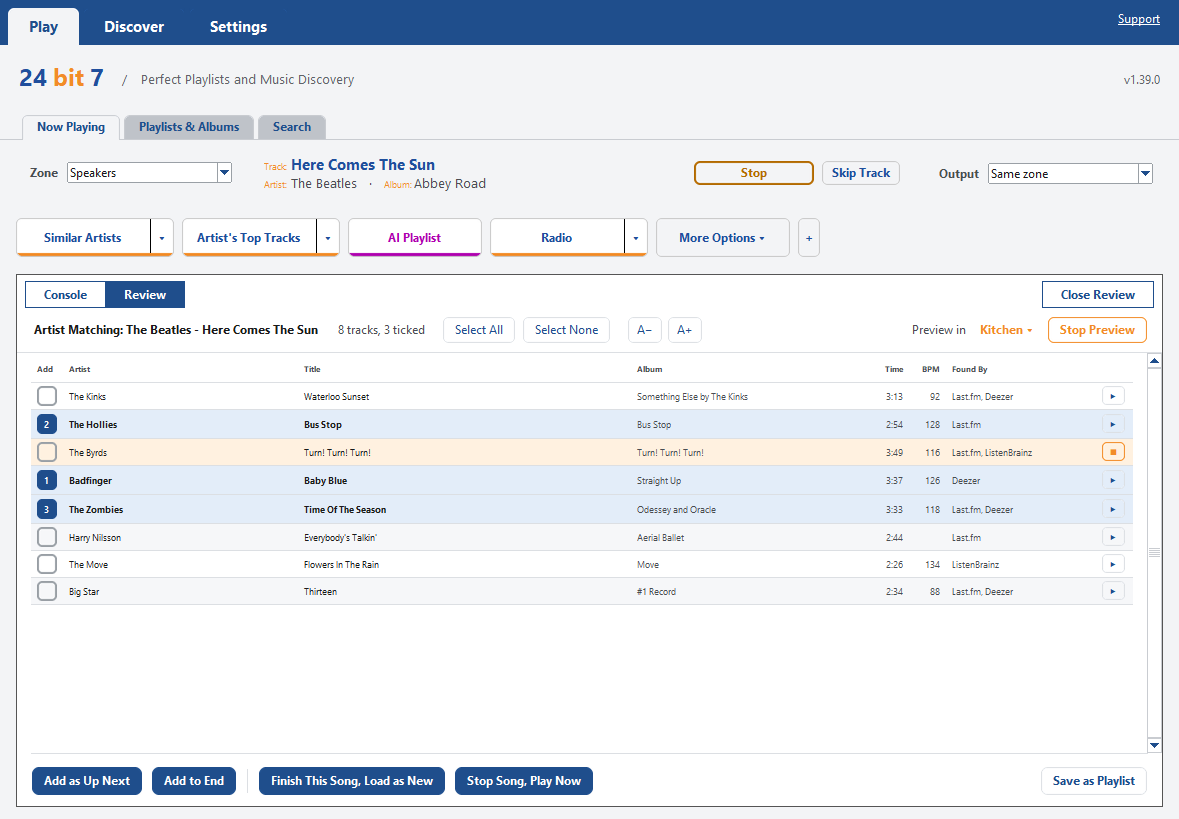 Play Discover Settings Support
24 bit 7 / Perfect Playlists and Music Discovery v1.39.0
Now Playing Playlists & Albums Search
Zone Speakers Track: Here Comes The Sun Stop Skip Track Output Same zone
Artist: The Beatles · Album: Abbey Road
Similar Artists Artist's Top Tracks AI Playlist Radio More Options +
Console Review Close Review
Artist Matching: The Beatles - Here Comes The Sun 8 tracks, 3 ticked Select All Select None A− A+ Preview in Kitchen Stop Preview
Add Artist Title Album Time BPM Found By
The Kinks Waterloo Sunset Something Else by The Kinks 3:13 92 Last.fm, Deezer
2 The Hollies Bus Stop Bus Stop 2:54 128 Last.fm
The Byrds Turn! Turn! Turn! Turn! Turn! Turn! 3:49 116 Last.fm, ListenBrainz
1 Badfinger Baby Blue Straight Up 3:37 126 Deezer
3 The Zombies Time Of The Season Odessey and Oracle 3:33 118 Last.fm, Deezer
Harry Nilsson Everybody's Talkin' Aerial Ballet 2:44 Last.fm
The Move Flowers In The Rain Move 2:26 134 ListenBrainz
Big Star Thirteen #1 Record 2:34 88 Last.fm, Deezer
Add as Up Next Add to End Finish This Song, Load as New Stop Song, Play Now Save as Playlist